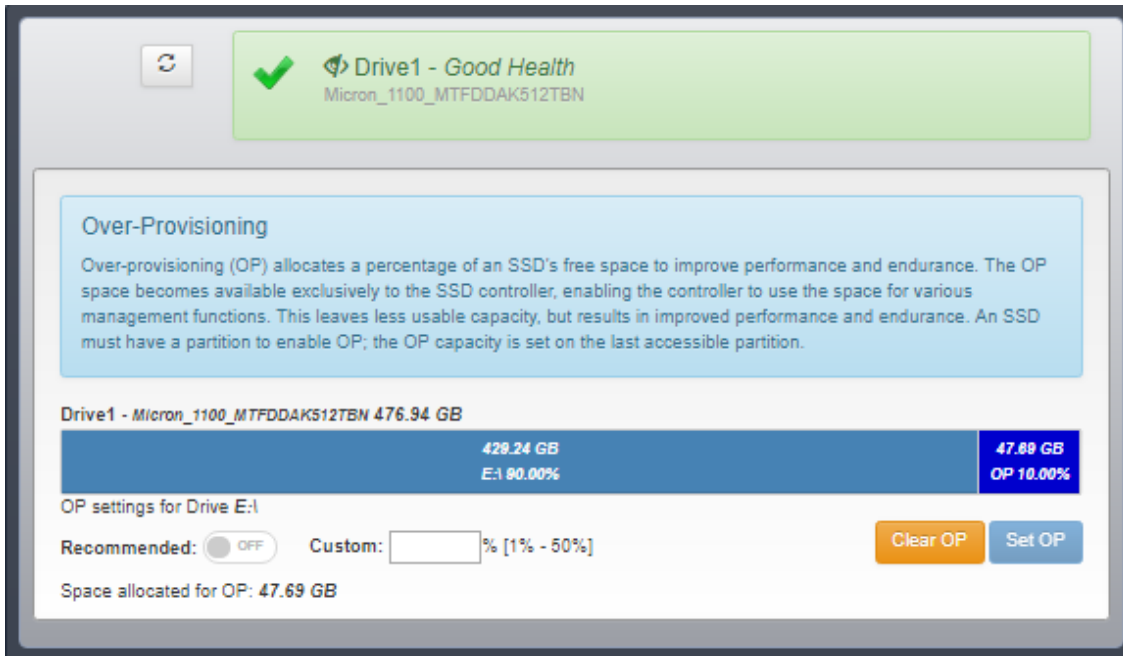 Drive1 - Good Health
Micron_1100_MTFDDAK512TBN
Over-Provisioning
Over-provisioning (OP) allocates a percentage of an SSD's free space to improve performance and endurance. The OP
space becomes available exclusively to the SSD controller, enabling the controller to use the space for various
management functions. This leaves less usable capacity, but results in improved performance and endurance. An SSD
must have a partition to enable OP; the OP capacity is set on the last accessible partition.
Drive1 - Micron_1100_MTFDDAK512TBN 476.94 GB
429.24 GB 47.69 GB
E:\ 90.00% OP 10.00%
OP settings for Drive E:\
Recommended: OFF Custom: % [1% - 50%] Clear OP Set OP
Space allocated for OP: 47.69 GB